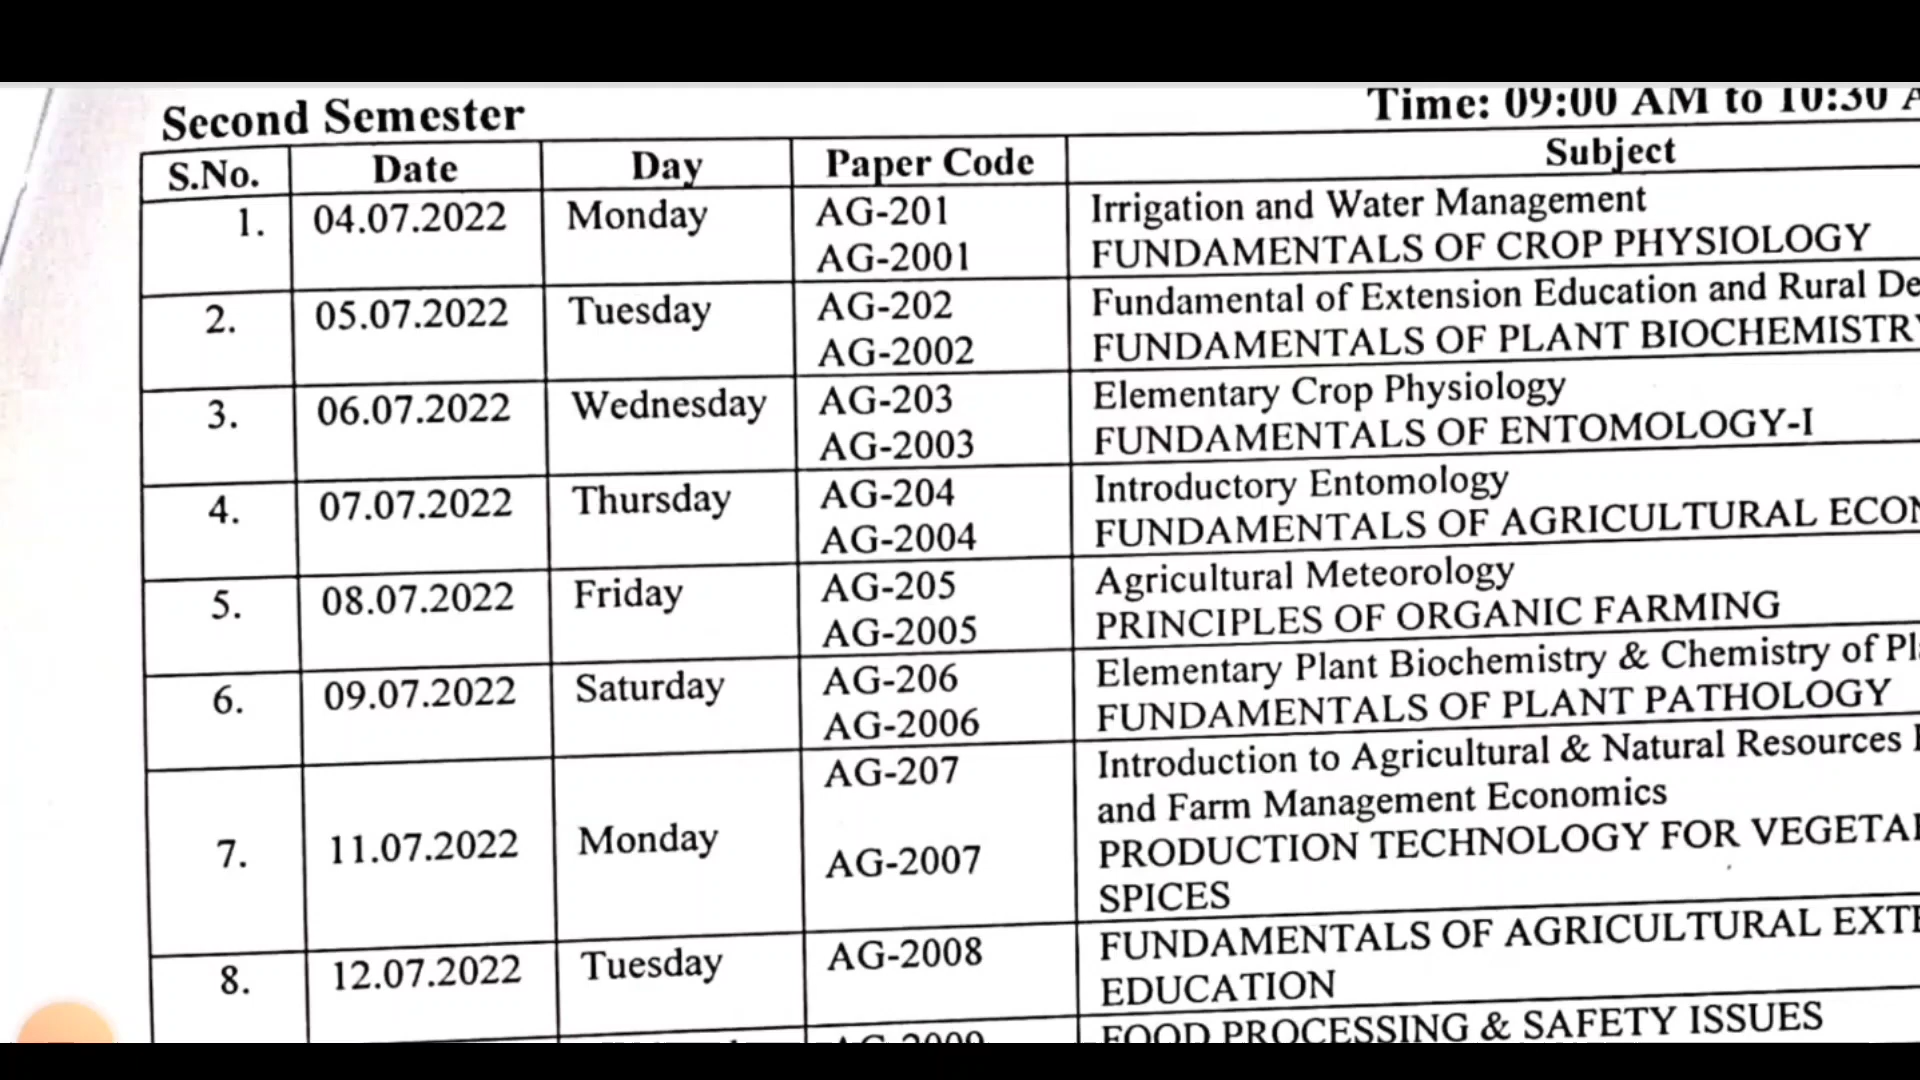 Second Semester
Time: 09:00 AM to 10:30
S.No. Date Day Paper Code Subject
1. 04.07.2022 Monday AG-201 Irrigation and Water Management
AG-2001 FUNDAMENTALS OF CROP PHYSIOLOGY
2. 05.07.2022 Tuesday AG-202 Fundamental of Extension Education and Rural De
AG-2002 FUNDAMENTALS OF PLANT BIOCHEMISTRY
3. 06.07.2022 Wednesday AG-203 Elementary Crop Physiology
AG-2003 FUNDAMENTALS OF ENTOMOLOGY-I
4. 07.07.2022 Thursday AG-204 Introductory Entomology
AG-2004 FUNDAMENTALS OF AGRICULTURAL ECON
5. 08.07.2022 Friday AG-205 Agricultural Meteorology
AG-2005 PRINCIPLES OF ORGANIC FARMING
6. 09.07.2022 Saturday AG-206 Elementary Plant Biochemistry & Chemistry of Pl
AG-2006 FUNDAMENTALS OF PLANT PATHOLOGY
7. 11.07.2022 Monday AG-207 Introduction to Agricultural & Natural Resources
and Farm Management Economics
AG-2007 PRODUCTION TECHNOLOGY FOR VEGETA
SPICES
8. 12.07.2022 Tuesday AG-2008 FUNDAMENTALS OF AGRICULTURAL EXTE
EDUCATION
AG-2009 FOOD PROCESSING & SAFETY ISSUES